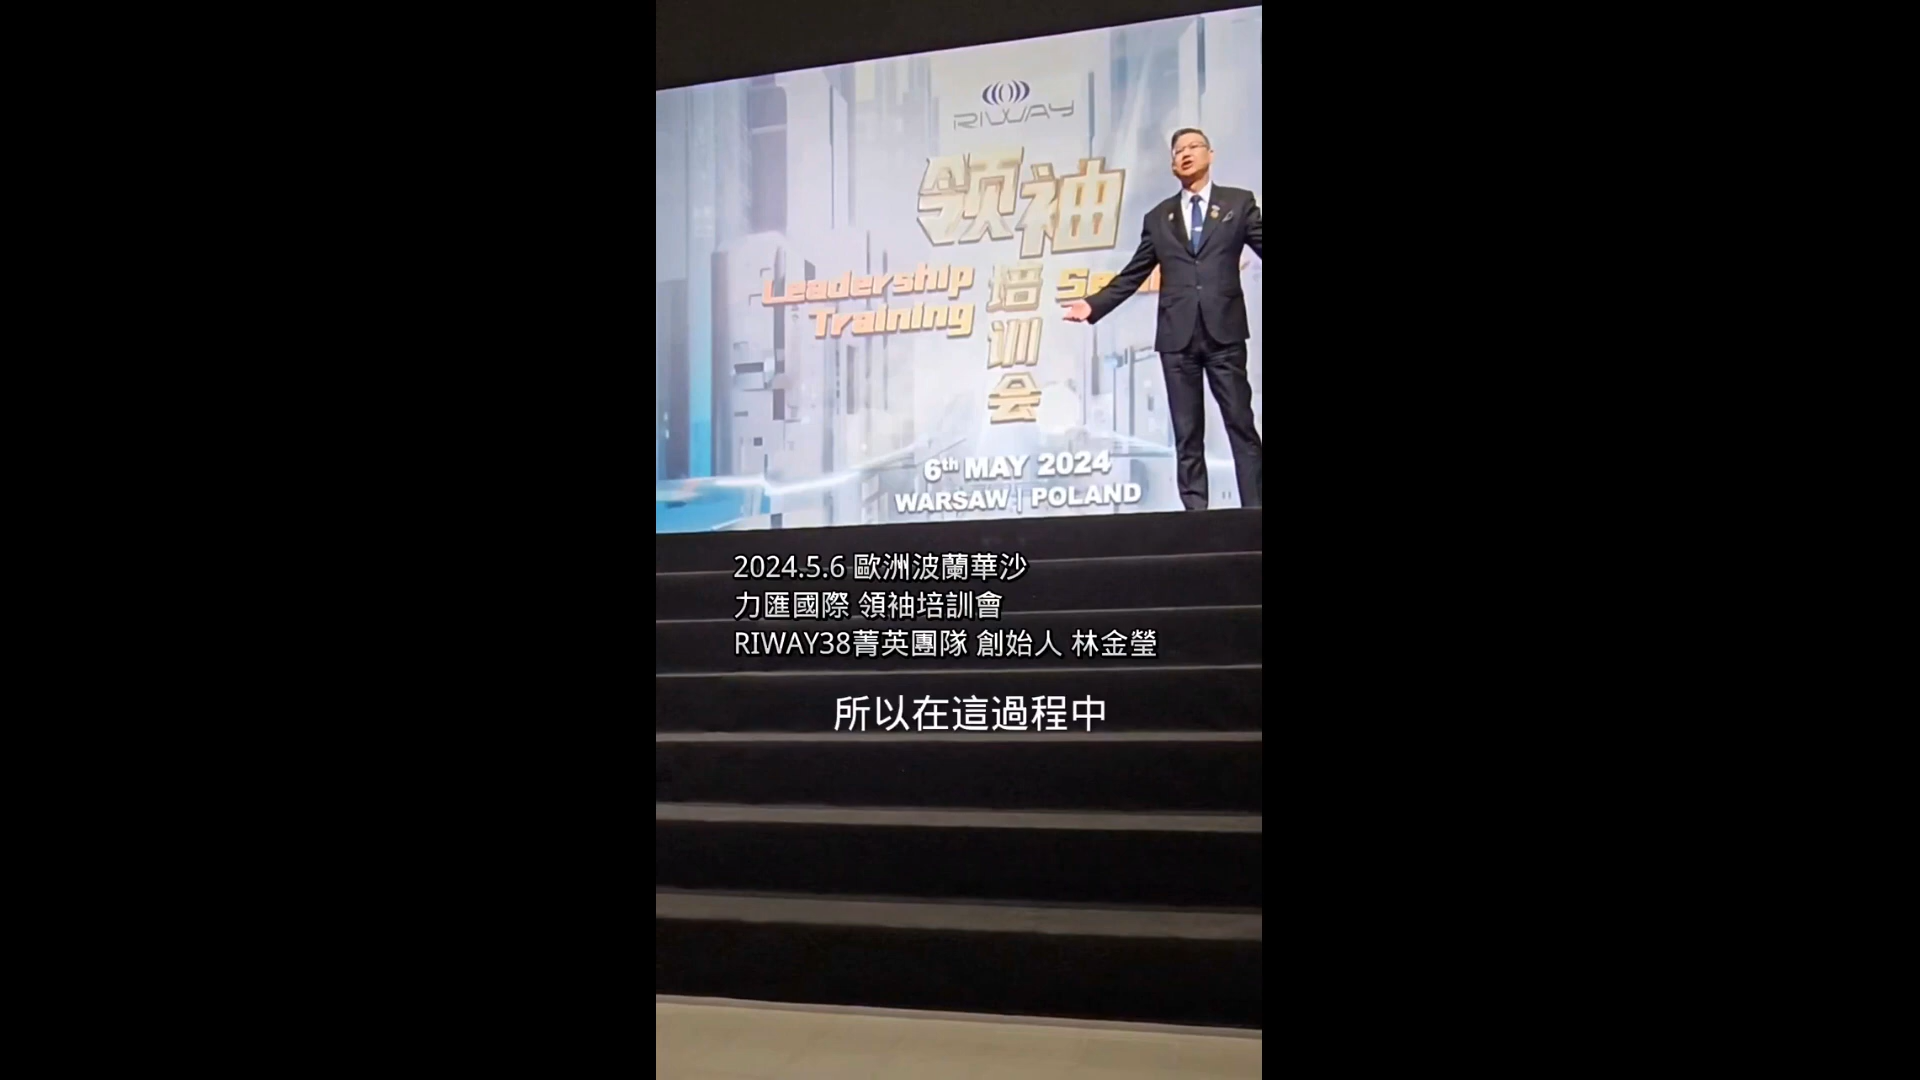 RIWAY
领袖
Leadership
Training
培训会
6th MAY 2024
WARSAW | POLAND
2024.5.6 歐洲波蘭華沙
力匯國際 領袖培訓會
RIWAY38菁英團隊 創始人 林金瑩
所以在這過程中